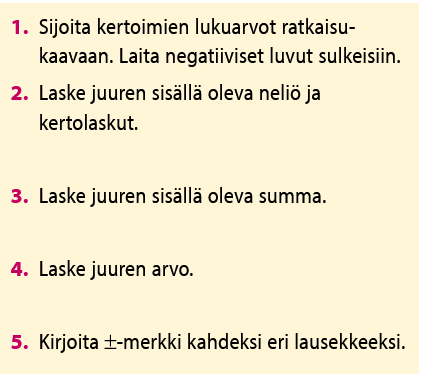 1. Sijoita kertoimien lukuarvot ratkaisu-
kaavaan. Laita negatiiviset luvut sulkeisiin.
2. Laske juuren sisällä oleva neliö ja
kertolaskut.
3. Laske juuren sisällä oleva summa.
4. Laske juuren arvo.
5. Kirjoita ±-merkki kahdeksi eri lausekkeeksi.